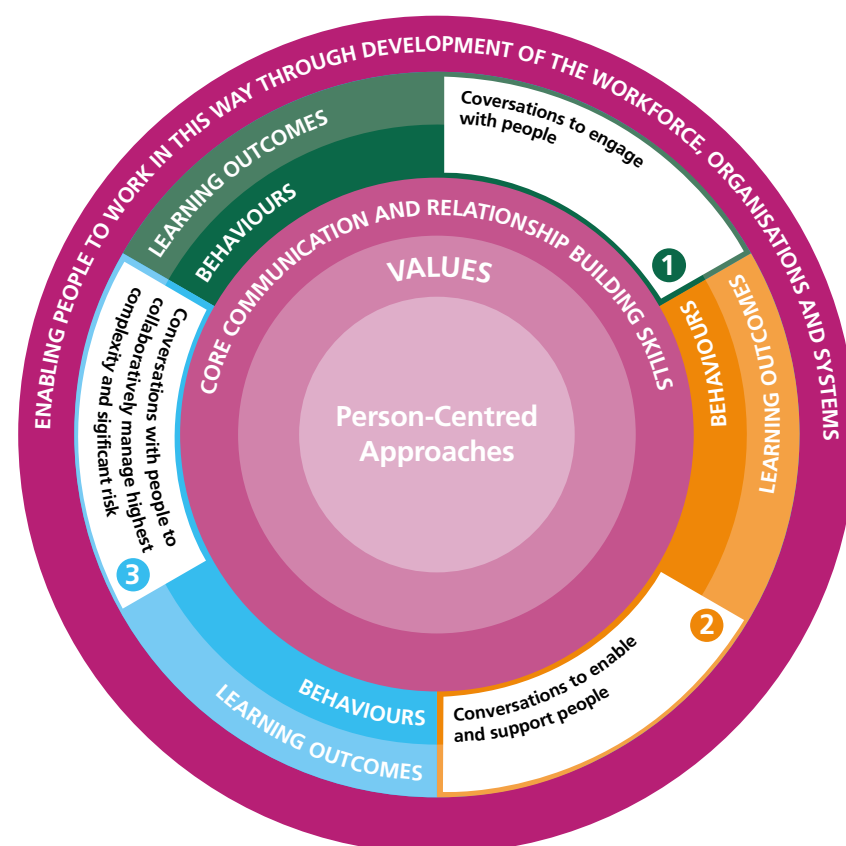 ENABLING PEOPLE TO WORK IN THIS WAY THROUGH DEVELOPMENT OF THE WORKFORCE, ORGANISATIONS AND SYSTEMS
LEARNING OUTCOMES
BEHAVIOURS
Coversations to engage
with people
1
BEHAVIOURS
LEARNING OUTCOMES
2
Conversations to enable
and support people
BEHAVIOURS
LEARNING OUTCOMES
3
Conversations with people to
collaboratively manage highest
complexity and sigificant risk
CORE COMMUNICATION AND RELATIONSHIP BUILDING SKILLS
VALUES
Person-Centred
Approaches